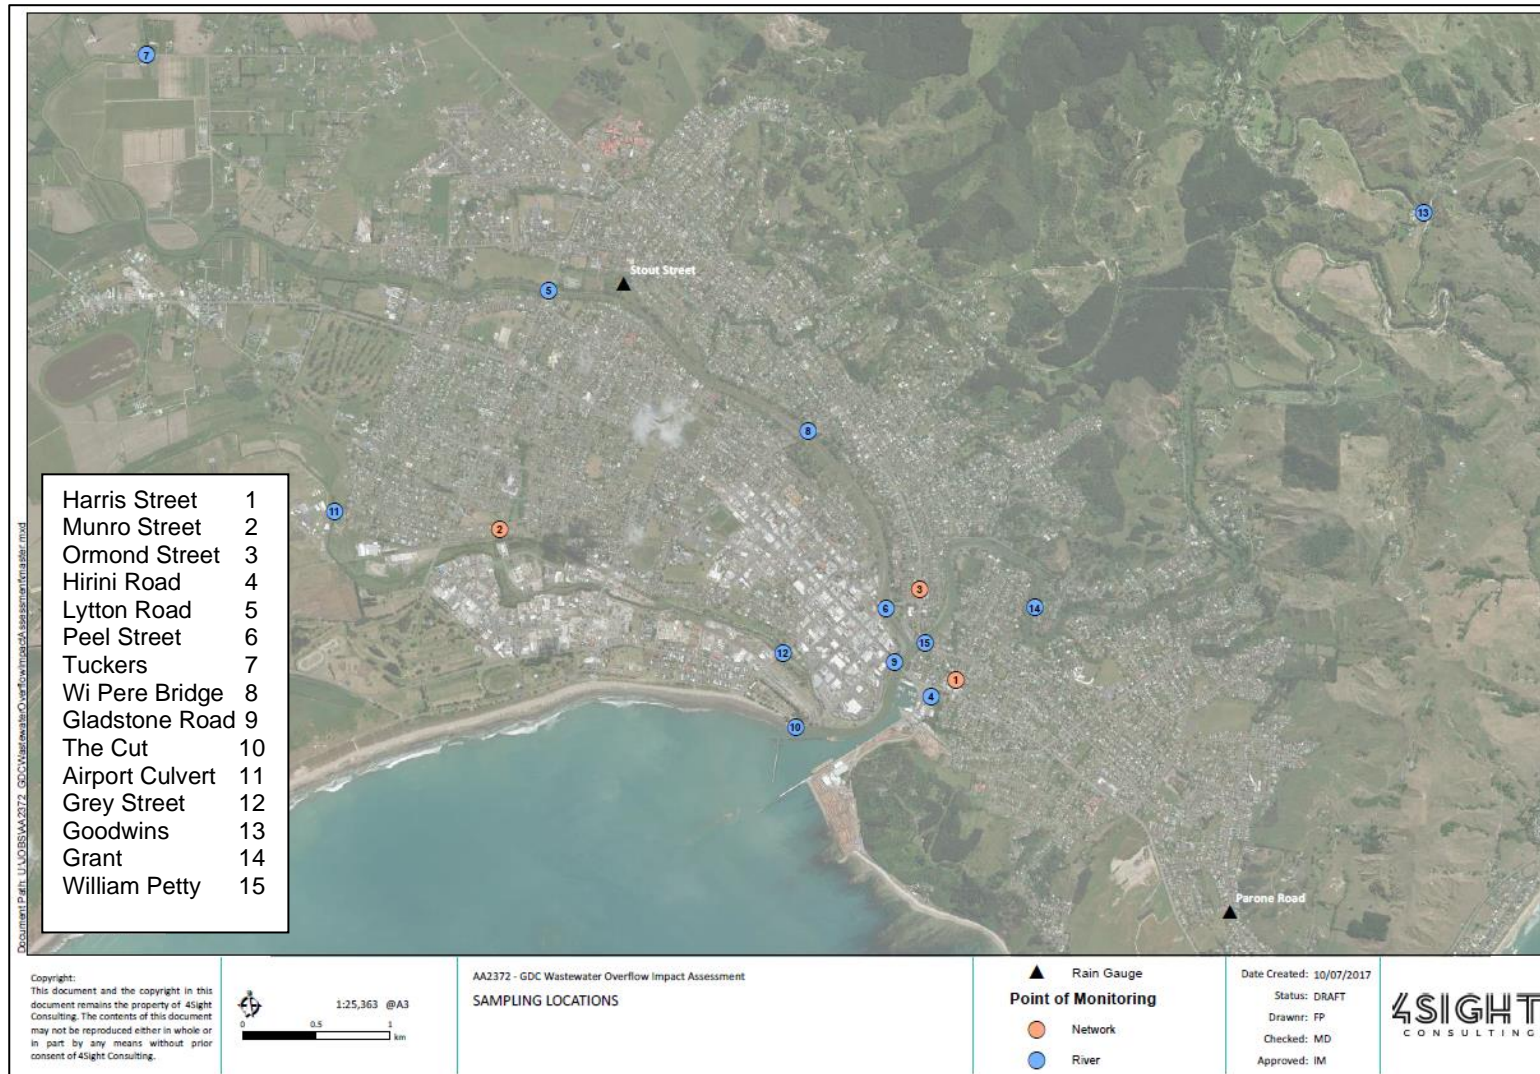 7
13
Stout Street
5
8
11
2
3
6
14
15
12
9
1
4
10
Parone Road
Harris Street 1
Munro Street 2
Ormond Street 3
Hirini Road 4
Lytton Road 5
Peel Street 6
Tuckers 7
Wi Pere Bridge 8
Gladstone Road 9
The Cut 10
Airport Culvert 11
Grey Street 12
Goodwins 13
Grant 14
William Petty 15
Copyright:
This document and the copyright in this
document remains the property of 4Sight
Consulting. The contents of this document
may not be reproduced either in whole or
in part by any means without prior
consent of 4Sight Consulting.
1:25,363 @A3
0 0.5 1
km
AA2372 - GDC Wastewater Overflow Impact Assessment
SAMPLING LOCATIONS
Rain Gauge
Point of Monitoring
Network
River
Date Created: 10/07/2017
Status: DRAFT
Drawnr: FP
Checked: MD
Approved: IM
4SIGHT
CONSULTING